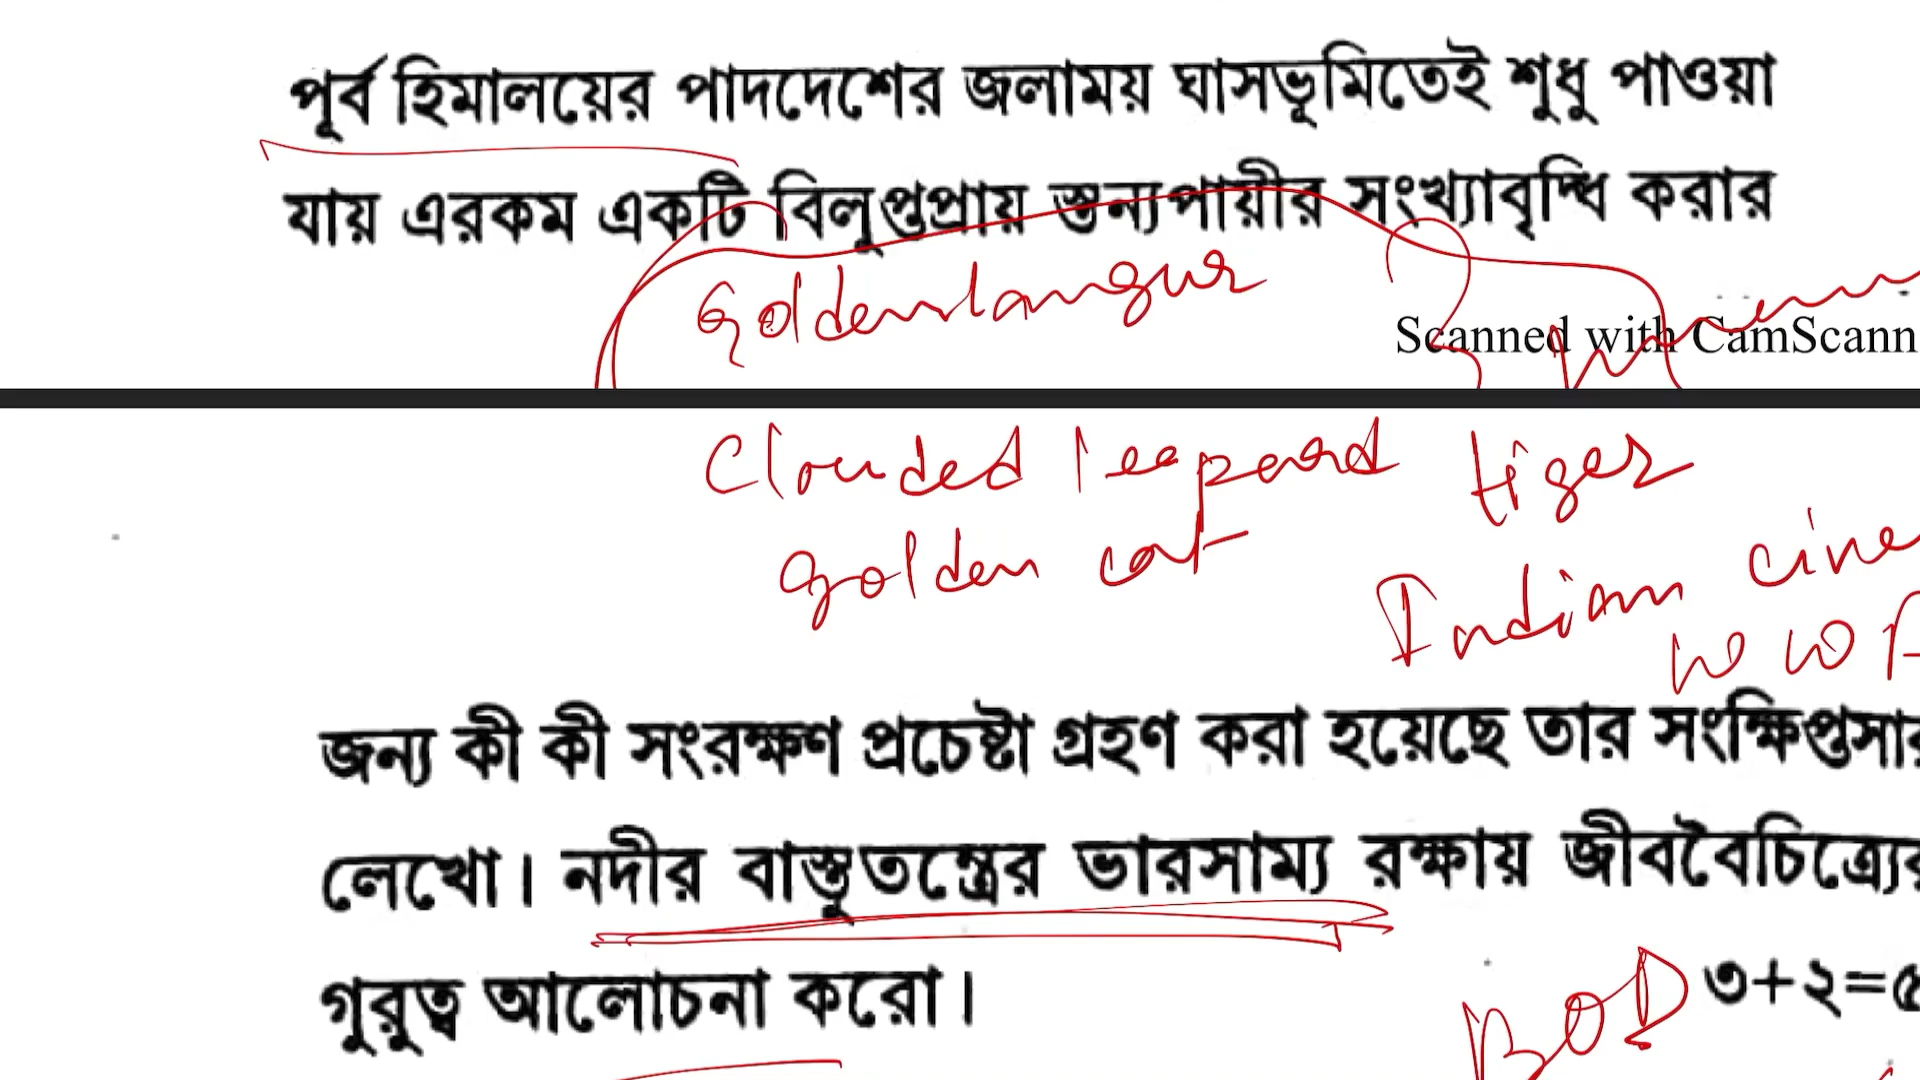 পূর্ব হিমালয়ের পাদদেশের জলাময় ঘাসভূমিতেই শুধু পাওয়া
যায় এরকম একটি বিলুপ্তপ্রায় স্তন্যপায়ীর সংখ্যাবৃদ্ধি করার
Golden langur
Scanned with CamScann
Clouded leopard tiger
golden cat
Indian cine
WWF
জন্য কী কী সংরক্ষণ প্রচেষ্টা গ্রহণ করা হয়েছে তার সংক্ষিপ্তসার
লেখো। নদীর বাস্তুতন্ত্রের ভারসাম্য রক্ষায় জীববৈচিত্র্যের
গুরুত্ব আলোচনা করো।
BOD ৩+২=৫